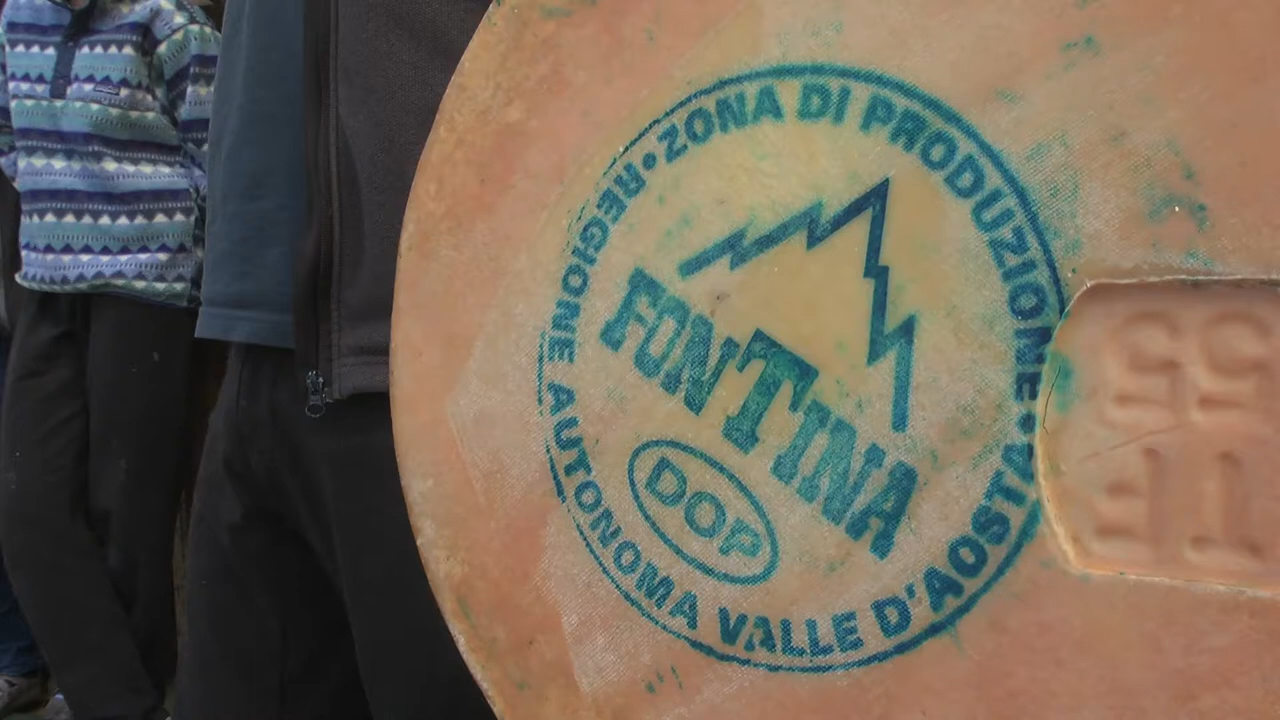 ZONA DI PRODUZIONE • REGIONE AUTONOMA VALLE D'AOSTA •
FONTINA
DOP